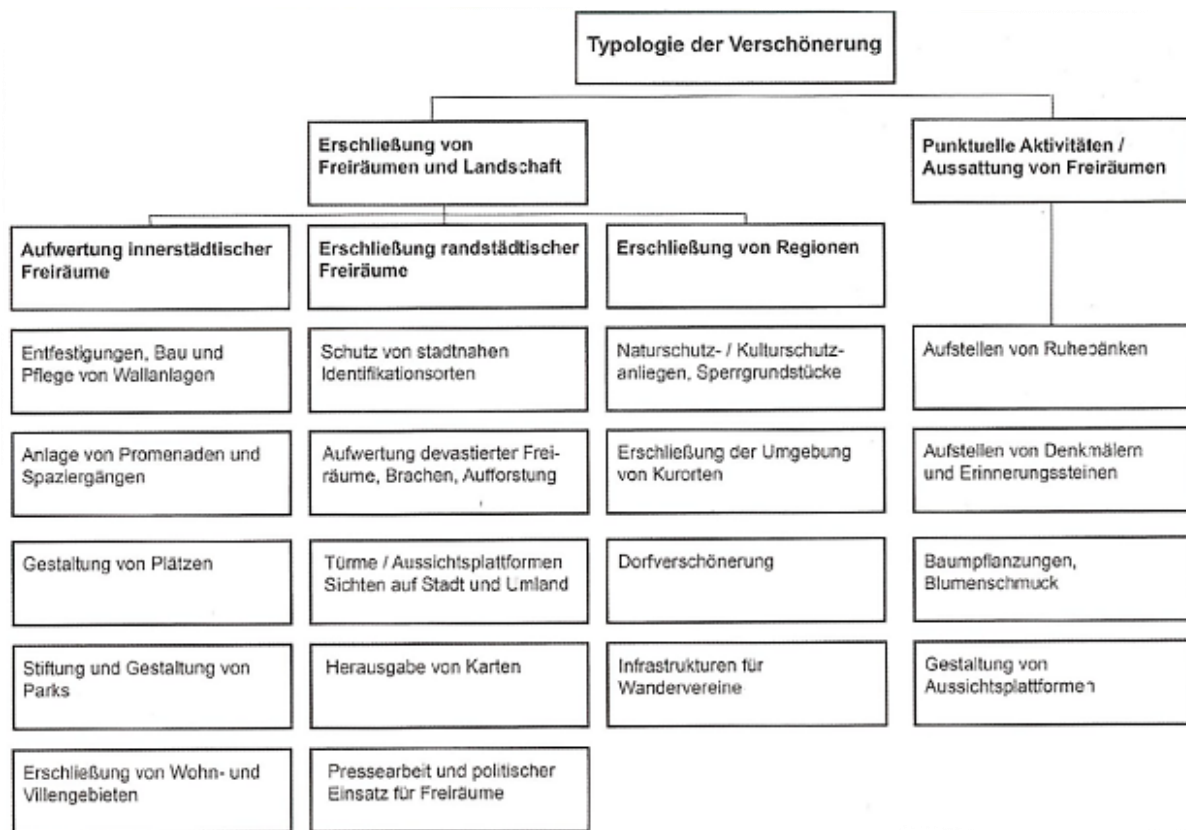 Typologie der Verschönerung
Erschließung von
Freiräumen und Landschaft
Punktuelle Aktivitäten /
Aussattung von Freiräumen
Aufwertung innerstädtischer
Freiräume
Erschließung randstädtischer
Freiräume
Erschließung von Regionen
Entfestigungen, Bau und
Pflege von Wallanlagen
Schutz von stadtnahen
Identifikationsorten
Naturschutz- / Kulturschutz-
anliegen, Sperrgrundstücke
Aufstellen von Ruhebänken
Anlage von Promenaden und
Spaziergängen
Aufwertung devastierter Frei-
räume, Brachen, Aufforstung
Erschließung der Umgebung
von Kurorten
Aufstellen von Denkmälern
und Erinnerungssteinen
Gestaltung von Plätzen
Türme / Aussichtsplattformen
Sichten auf Stadt und Umland
Dorfverschönerung
Baumpflanzungen,
Blumenschmuck
Stiftung und Gestaltung von
Parks
Herausgabe von Karten
Infrastrukturen für
Wandervereine
Gestaltung von
Aussichtsplattformen
Erschließung von Wohn- und
Villengebieten
Pressearbeit und politischer
Einsatz für Freiräume